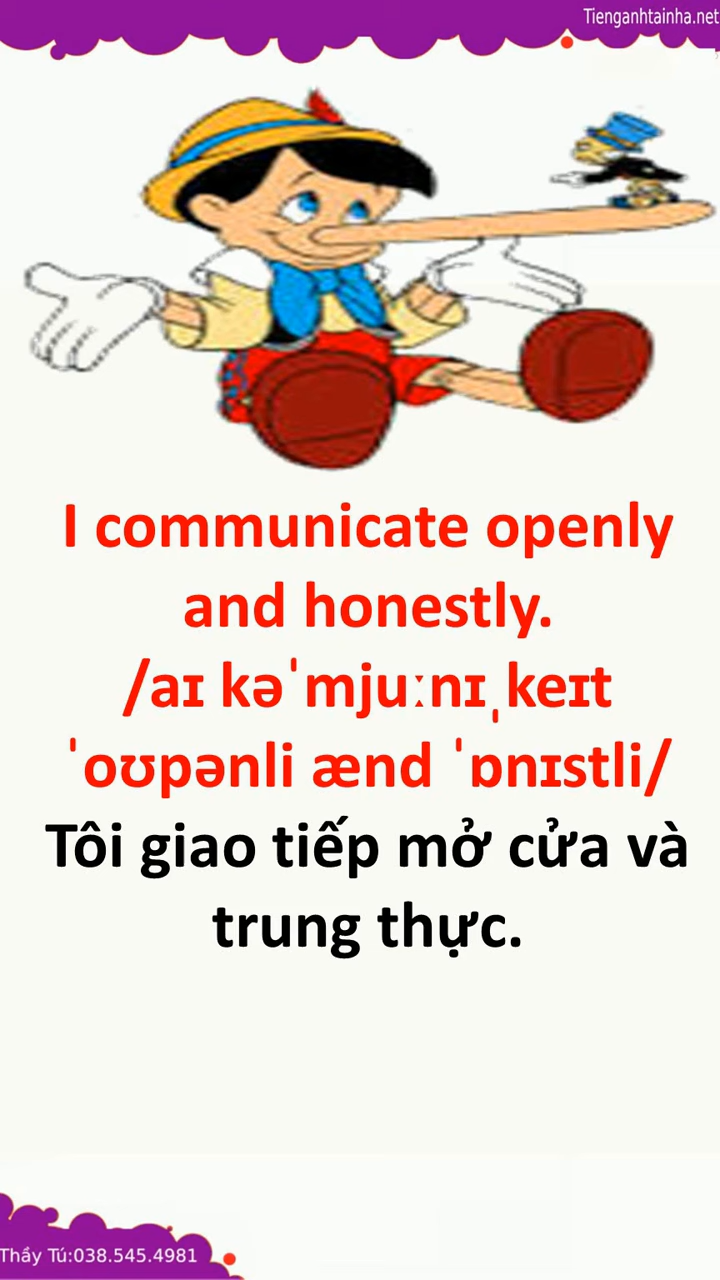 Tienganhtainha.net
I communicate openly
and honestly.
/aɪ kəˈmjuːnɪˌkeɪt
ˈoʊpənli ænd ˈɒnɪstli/
Tôi giao tiếp mở cửa và
trung thực.
Thầy Tú:038.545.4981